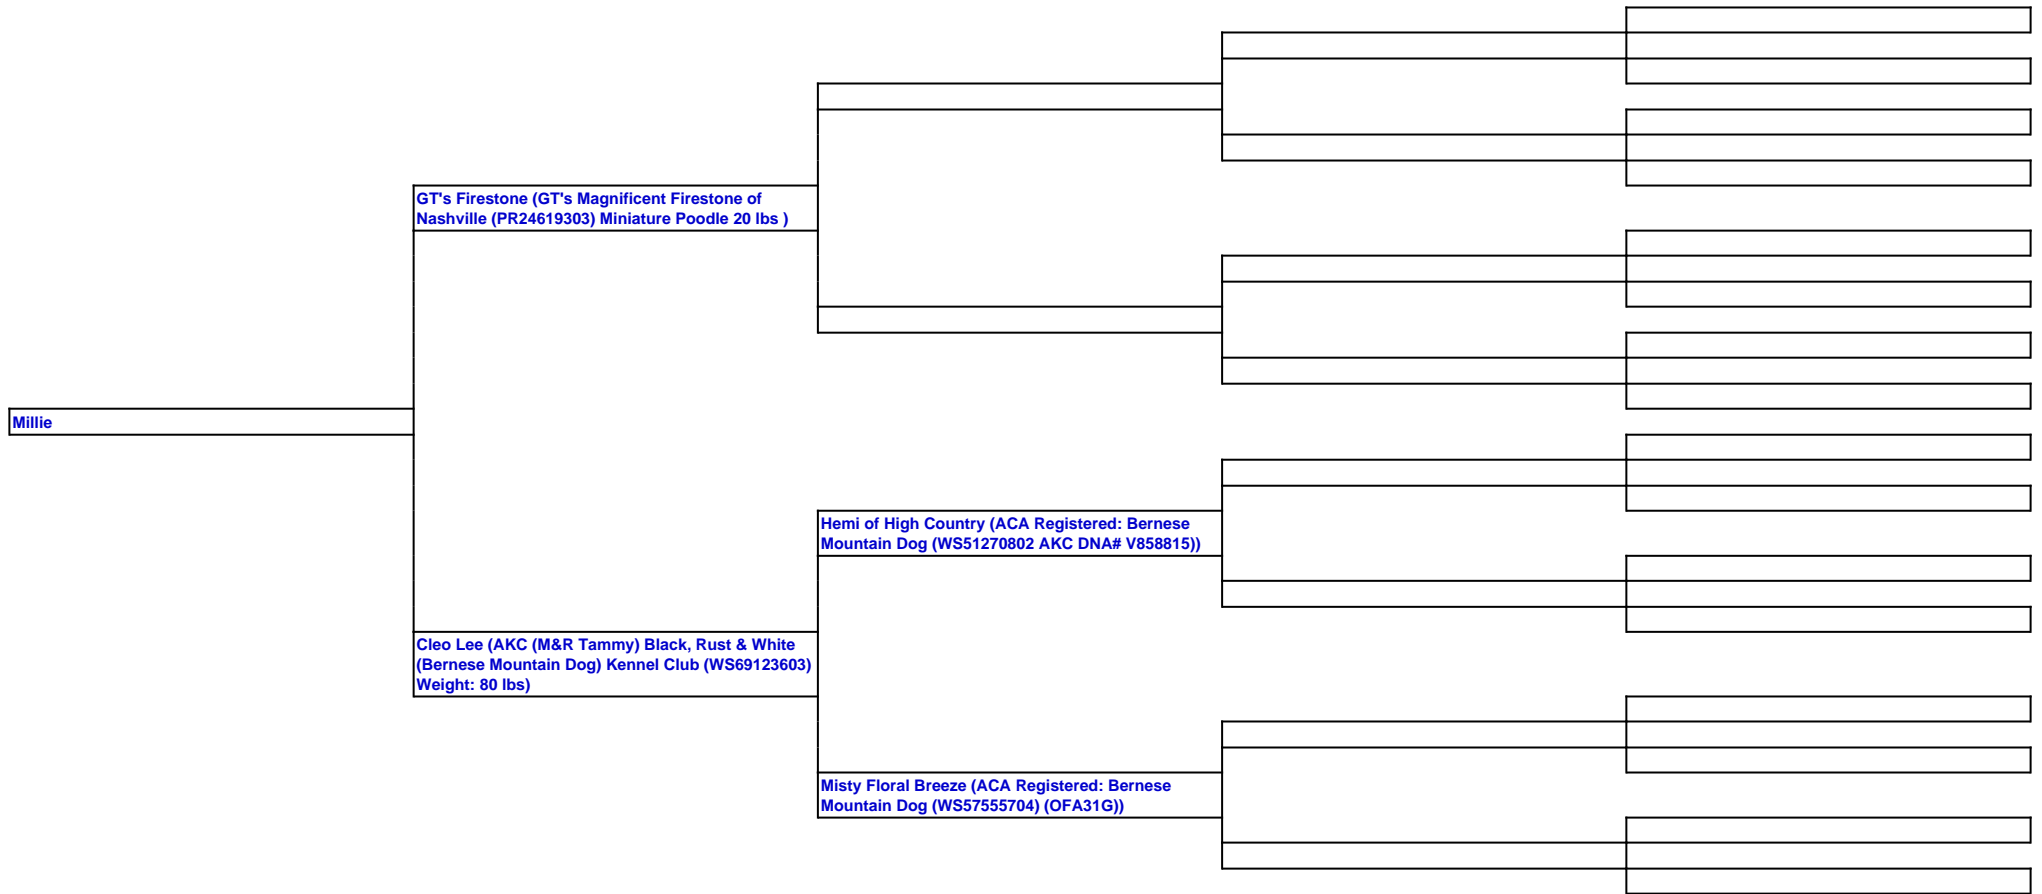 GT's Firestone (GT's Magnificent Firestone of
Nashville (PR24619303) Miniature Poodle 20 lbs )
Millie
Hemi of High Country (ACA Registered: Bernese
Mountain Dog (WS51270802 AKC DNA# V858815))
Cleo Lee (AKC (M&R Tammy) Black, Rust & White
(Bernese Mountain Dog) Kennel Club (WS69123603)
Weight: 80 lbs)
Misty Floral Breeze (ACA Registered: Bernese
Mountain Dog (WS57555704) (OFA31G))